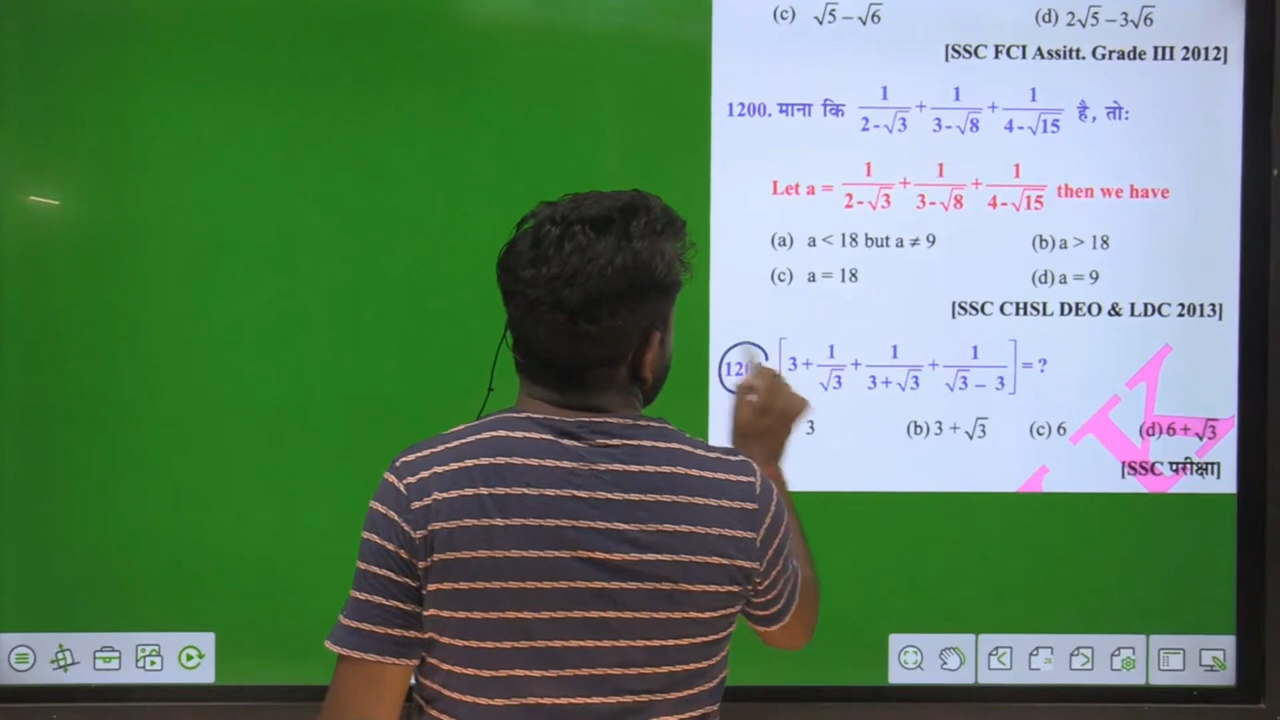 (c) √5 – √6 (d) 2√5 – 3√6
[SSC FCI Assitt. Grade III 2012]
1200. माना कि 1/(2-√3) + 1/(3-√8) + 1/(4-√15) है, तो:
Let a = 1/(2-√3) + 1/(3-√8) + 1/(4-√15) then we have
(a) a < 18 but a ≠ 9 (b) a > 18
(c) a = 18 (d) a = 9
[SSC CHSL DEO & LDC 2013]
[3 + 1/√3 + 1/(3+√3) + 1/(√3 – 3)] = ?
3 (b) 3 + √3 (c) 6 (d) 6 + √3
[SSC परीक्षा]